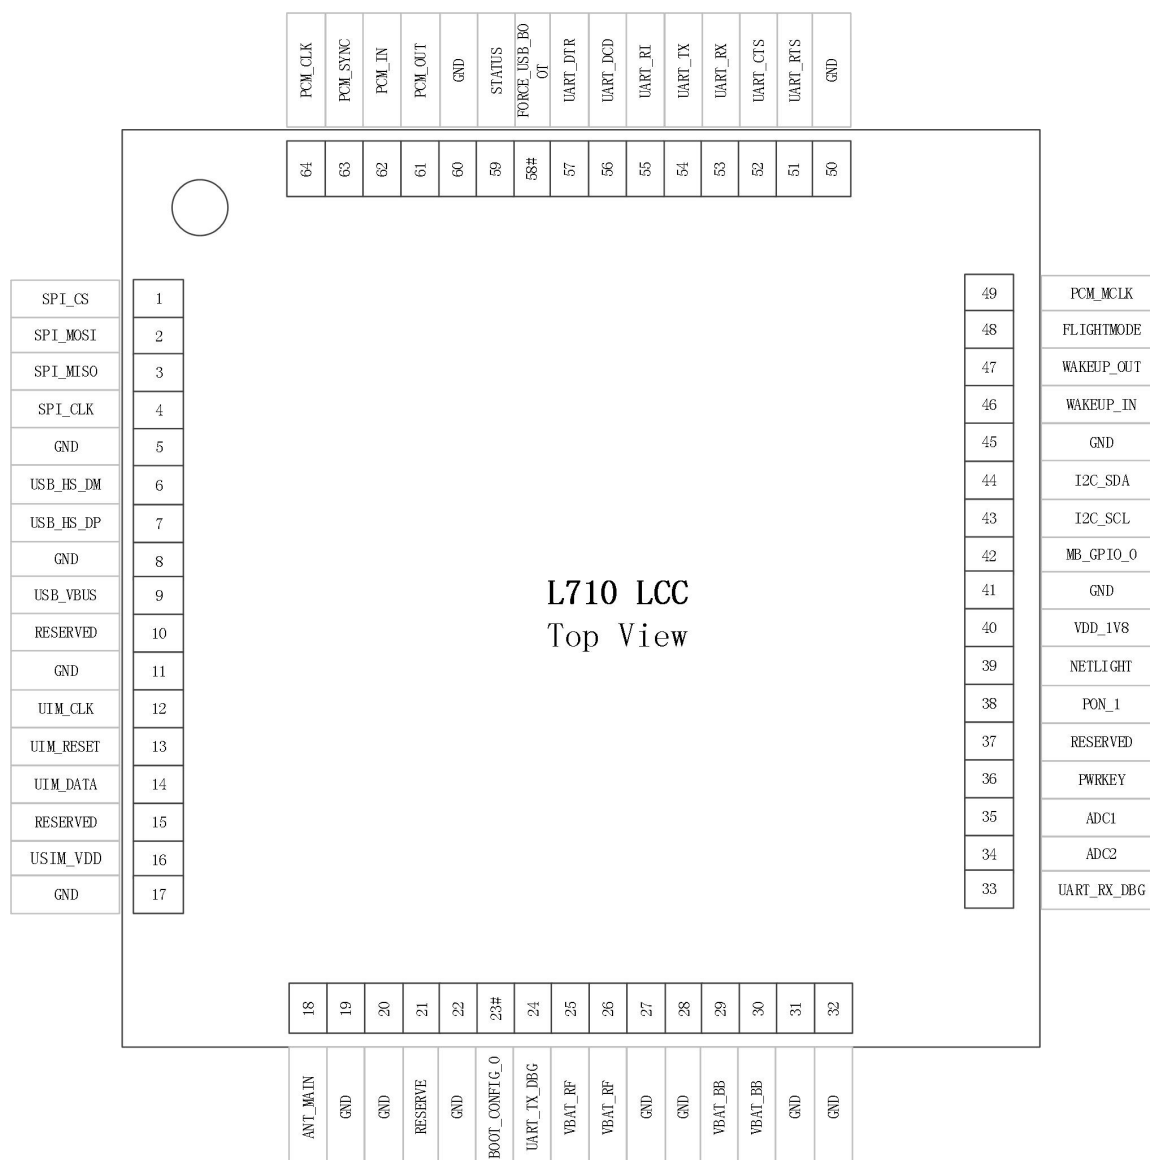 PCM_CLK
PCM_SYNC
PCM_IN
PCM_OUT
GND
STATUS
FORCE_USB_BO
OT
UART_DTR
UART_DCD
UART_RI
UART_TX
UART_RX
UART_CTS
UART_RTS
GND
64
63
62
61
60
59
58#
57
56
55
54
53
52
51
50
SPI_CS 1
SPI_MOSI 2
SPI_MISO 3
SPI_CLK 4
GND 5
USB_HS_DM 6
USB_HS_DP 7
GND 8
USB_VBUS 9
RESERVED 10
GND 11
UIM_CLK 12
UIM_RESET 13
UIM_DATA 14
RESERVED 15
USIM_VDD 16
GND 17
L710 LCC
Top View
49 PCM_MCLK
48 FLIGHTMODE
47 WAKEUP_OUT
46 WAKEUP_IN
45 GND
44 I2C_SDA
43 I2C_SCL
42 MB_GPIO_0
41 GND
40 VDD_1V8
39 NETLIGHT
38 PON_1
37 RESERVED
36 PWRKEY
35 ADC1
34 ADC2
33 UART_RX_DBG
18
19
20
21
22
23#
24
25
26
27
28
29
30
31
32
ANT_MAIN
GND
GND
RESERVE
GND
BOOT_CONFIG_0
UART_TX_DBG
VBAT_RF
VBAT_RF
GND
GND
VBAT_BB
VBAT_BB
GND
GND